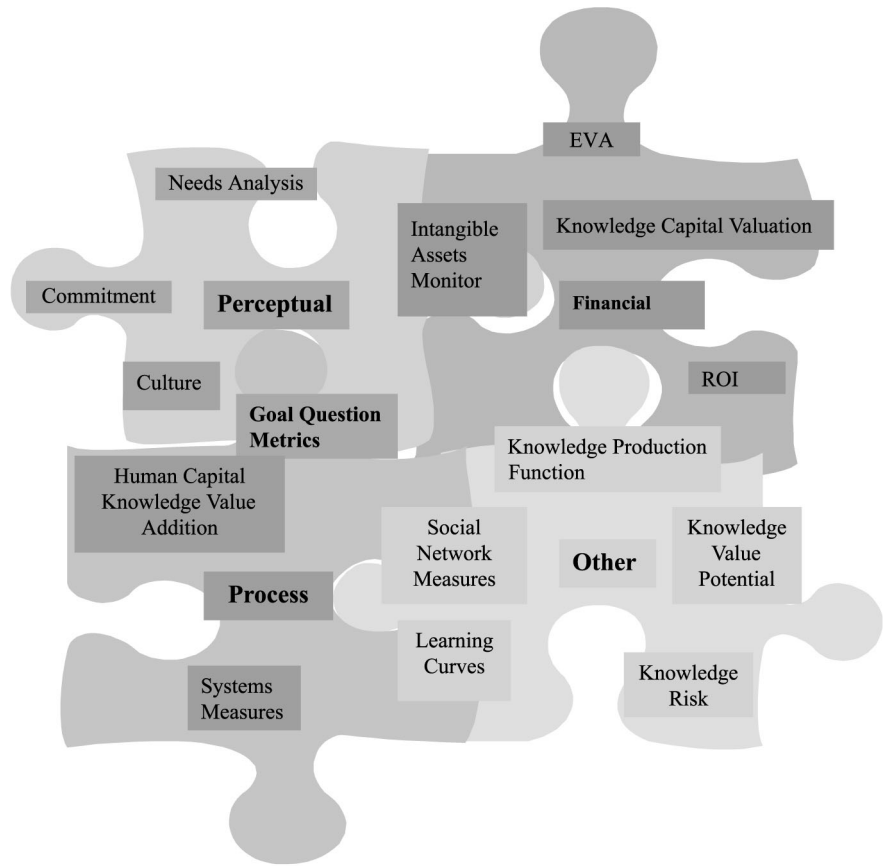 EVA
Needs Analysis
Intangible
Assets
Monitor
Knowledge Capital Valuation
Commitment
Perceptual
Financial
Culture
ROI
Goal Question
Metrics
Knowledge Production
Function
Human Capital
Knowledge Value
Addition
Social
Network
Measures
Other
Knowledge
Value
Potential
Process
Learning
Curves
Systems
Measures
Knowledge
Risk